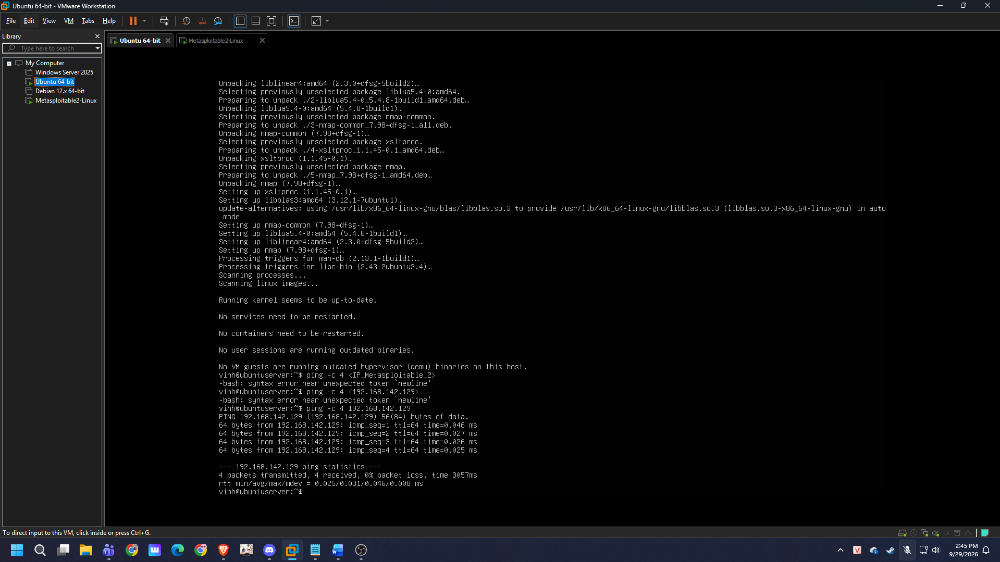 Ubuntu 64-bit - VMware Workstation
File Edit View VM Tabs Help
Library
Type here to search
My Computer
Windows Server 2025
Ubuntu 64-bit
Debian 12.x 64-bit
Metasploitable2-Linux
Ubuntu 64-bit
Metasploitable2-Linux
Unpacking liblinear4:amd64 (2.3.0+dfsg-5build2)…
Selecting previously unselected package liblua5.4-0:amd64.
Preparing to unpack …/2-liblua5.4-0_5.4.8-1build1_amd64.deb…
Unpacking liblua5.4-0:amd64 (5.4.8-1build1)…
Selecting previously unselected package nmap-common.
Preparing to unpack …/3-nmap-common_7.98+dfsg-1_all.deb…
Unpacking nmap-common (7.98+dfsg-1)…
Selecting previously unselected package xsltproc.
Preparing to unpack …/4-xsltproc_1.1.45-0.1_amd64.deb…
Unpacking xsltproc (1.1.45-0.1)…
Selecting previously unselected package nmap.
Preparing to unpack …/5-nmap_7.98+dfsg-1_amd64.deb…
Unpacking nmap (7.98+dfsg-1)…
Setting up xsltproc (1.1.45-0.1)…
Setting up libblas3:amd64 (3.12.1-7ubuntu1)…
update-alternatives: using /usr/lib/x86_64-linux-gnu/blas/libblas.so.3 to provide /usr/lib/x86_64-linux-gnu/libblas.so.3 (libblas.so.3-x86_64-linux-gnu) in auto
mode
Setting up nmap-common (7.98+dfsg-1)…
Setting up liblua5.4-0:amd64 (5.4.8-1build1)…
Setting up liblinear4:amd64 (2.3.0+dfsg-5build2)…
Setting up nmap (7.98+dfsg-1)…
Processing triggers for man-db (2.13.1-1build1)…
Processing triggers for libc-bin (2.43-2ubuntu2.4)…
Scanning processes...
Scanning linux images...
Running kernel seems to be up-to-date.
No services need to be restarted.
No containers need to be restarted.
No user sessions are running outdated binaries.
No VM guests are running outdated hypervisor (qemu) binaries on this host.
vinh@ubuntuserver:~$ ping -c 4 <IP_Metasploitable_2>
-bash: syntax error near unexpected token `newline'
vinh@ubuntuserver:~$ ping -c 4 <192.168.142.129>
-bash: syntax error near unexpected token `newline'
vinh@ubuntuserver:~$ ping -c 4 192.168.142.129
PING 192.168.142.129 (192.168.142.129) 56(84) bytes of data.
64 bytes from 192.168.142.129: icmp_seq=1 ttl=64 time=0.046 ms
64 bytes from 192.168.142.129: icmp_seq=2 ttl=64 time=0.027 ms
64 bytes from 192.168.142.129: icmp_seq=3 ttl=64 time=0.026 ms
64 bytes from 192.168.142.129: icmp_seq=4 ttl=64 time=0.025 ms
--- 192.168.142.129 ping statistics ---
4 packets transmitted, 4 received, 0% packet loss, time 3057ms
rtt min/avg/max/mdev = 0.025/0.031/0.046/0.008 ms
vinh@ubuntuserver:~$
To direct input to this VM, click inside or press Ctrl+G.
2:45 PM
9/29/2026